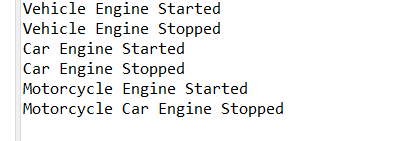 Vehicle Engine Started
Vehicle Engine Stopped
Car Engine Started
Car Engine Stopped
Motorcycle Engine Started
Motorcycle Car Engine Stopped